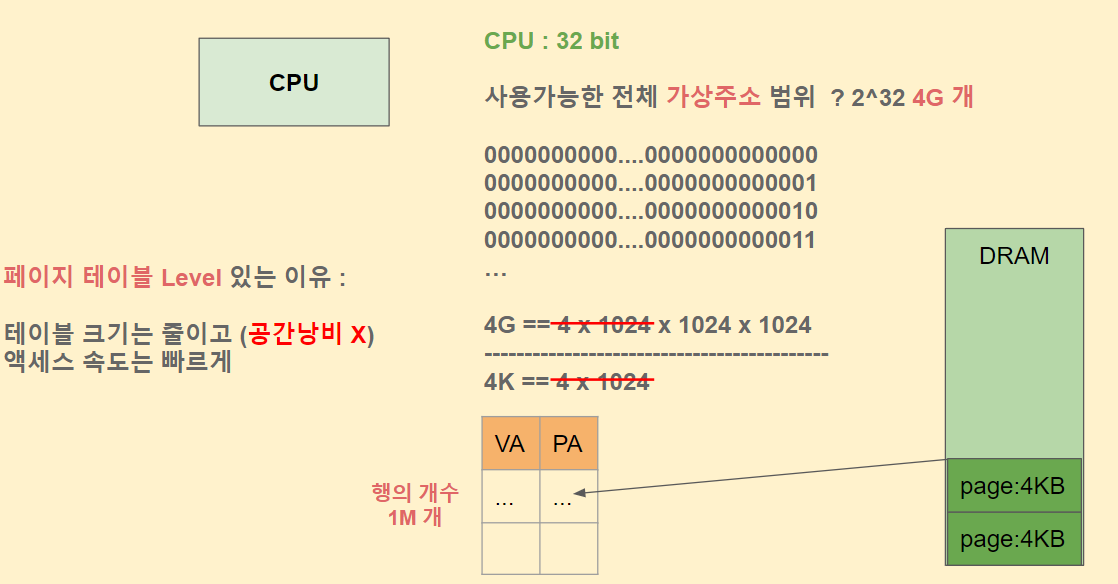 CPU
CPU : 32 bit
사용가능한 전체 가상주소 범위 ? 2^32 4G 개
0000000000....0000000000000
0000000000....0000000000001
0000000000....0000000000010
0000000000....0000000000011
...
페이지 테이블 Level 있는 이유 :
테이블 크기는 줄이고 (공간낭비 X)
액세스 속도는 빠르게
4G == 4 x 1024 x 1024 x 1024
-------------------------------------------
4K == 4 x 1024
VA PA
... ...
행의 개수
1M 개
DRAM
page:4KB
page:4KB